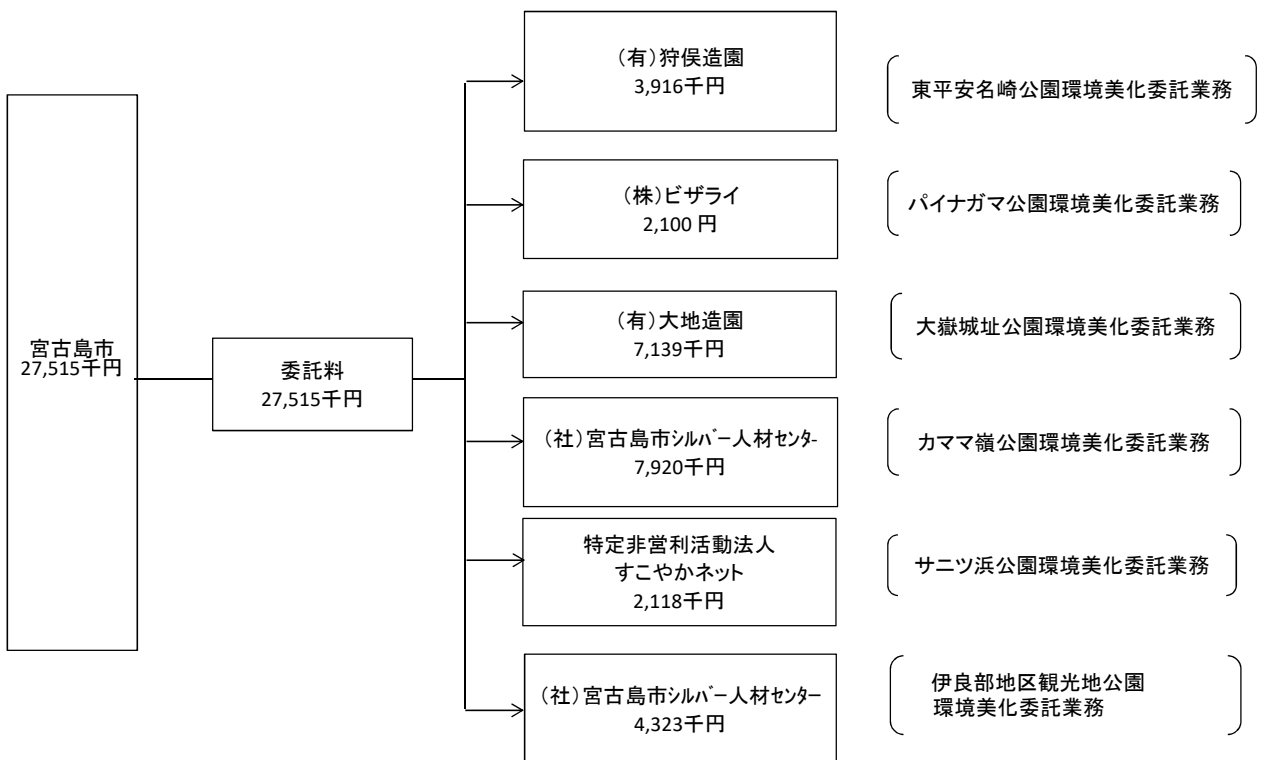 宮古島市
27,515千円
委託料
27,515千円
(有)狩俣造園
3,916千円
東平安名崎公園環境美化委託業務
(株)ビザライ
2,100 円
パイナガマ公園環境美化委託業務
(有)大地造園
7,139千円
大嶽城址公園環境美化委託業務
(社)宮古島市ｼﾙﾊﾞｰ人材ｾﾝﾀｰ
7,920千円
カママ嶺公園環境美化委託業務
特定非営利活動法人
すこやかネット
2,118千円
サニツ浜公園環境美化委託業務
(社)宮古島市ｼﾙﾊﾞｰ人材ｾﾝﾀｰ
4,323千円
伊良部地区観光地公園
環境美化委託業務